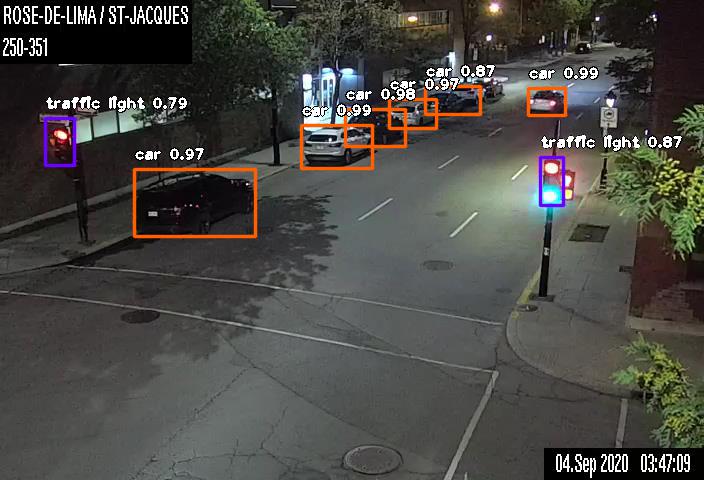 ROSE-DE-LIMA / ST-JACQUES
250-351
car 0.87
car 0.99
car 0.97
car 0.98
traffic light 0.79
car 0.99
traffic light 0.87
car 0.97
04.Sep 2020 03:47:09